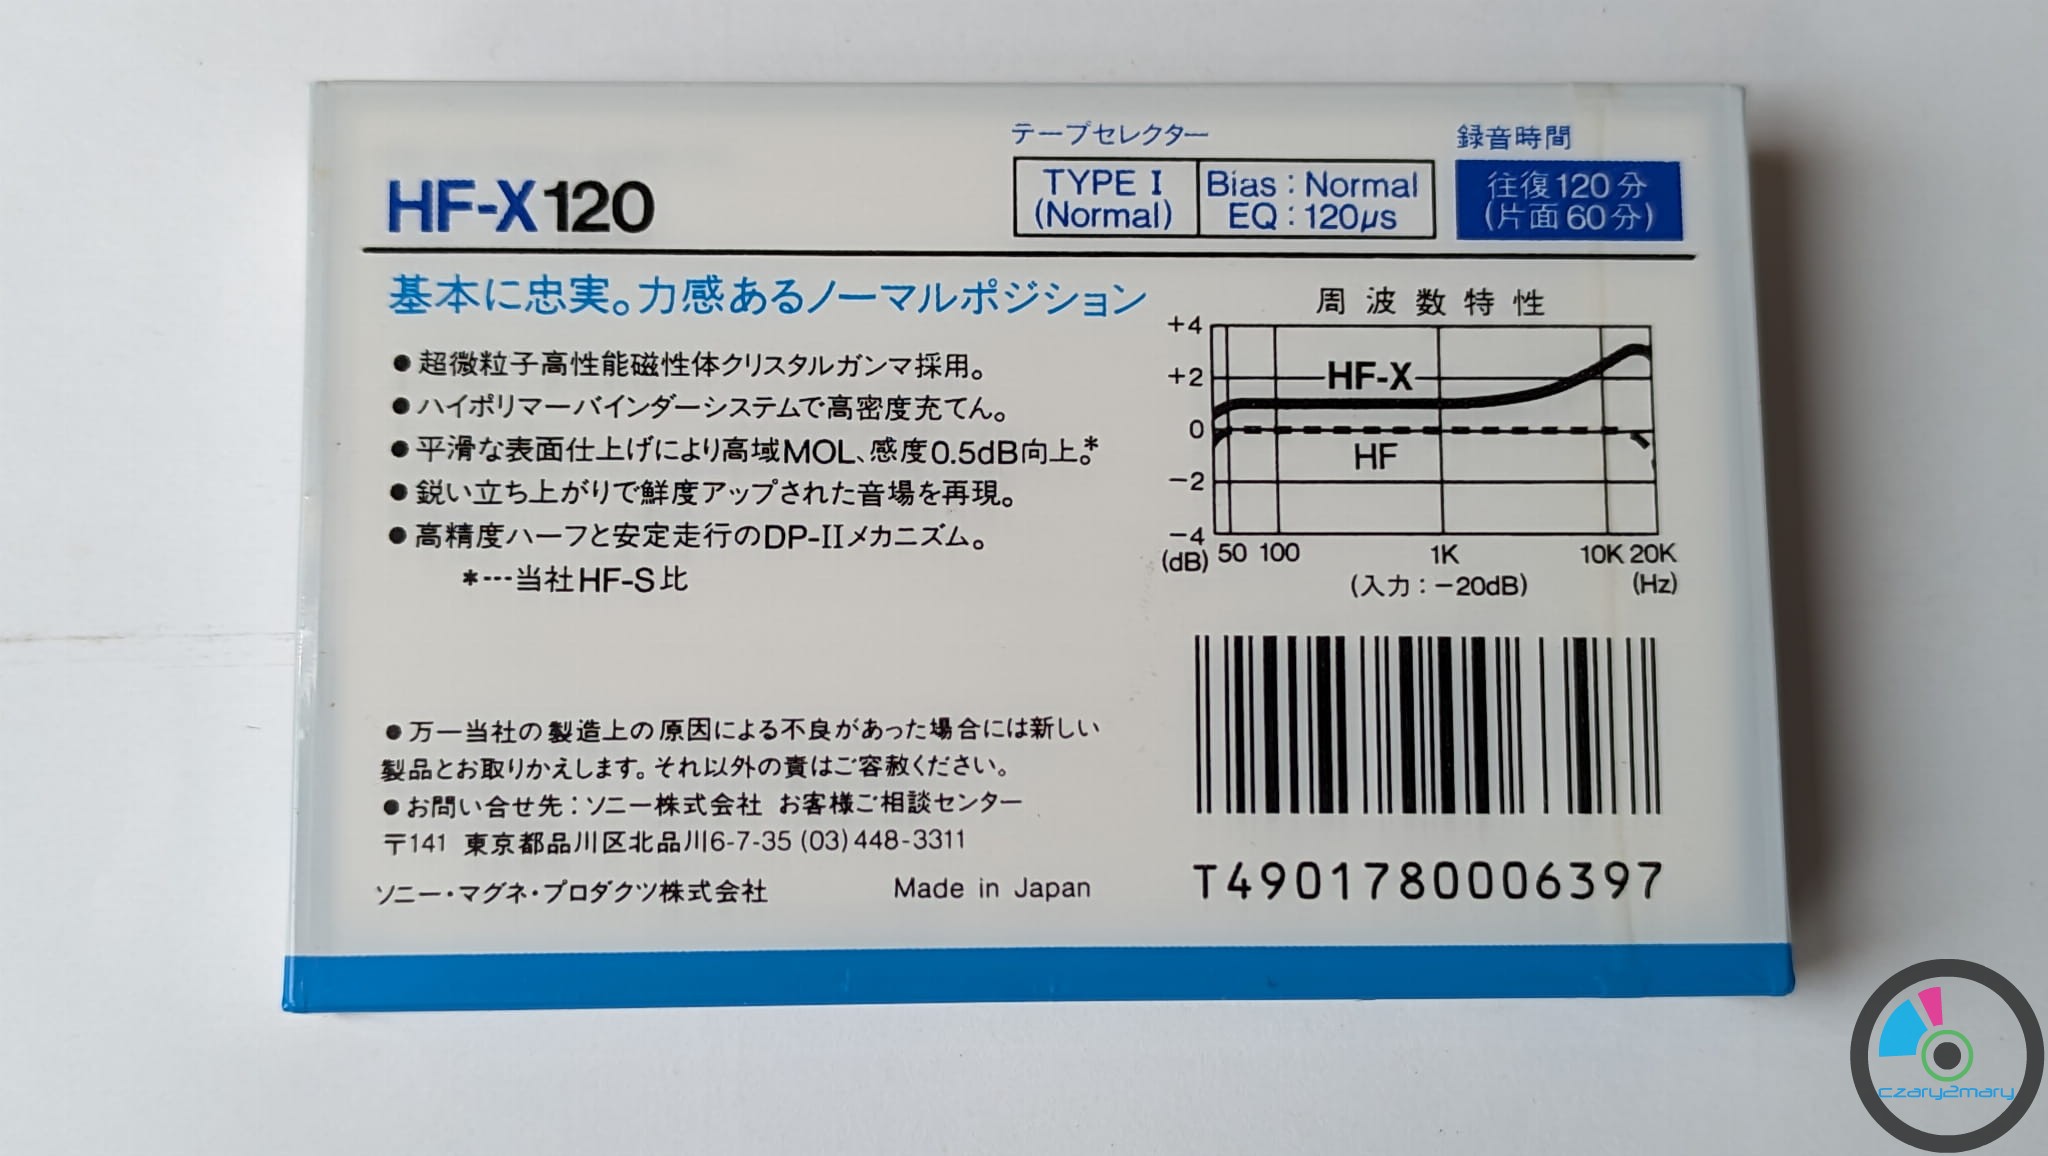 テープセレクター
録音時間
HF-X120
TYPE I
(Normal)
Bias：Normal
EQ：120μs
往復120分
(片面60分)
基本に忠実。力感あるノーマルポジション
●超微粒子高性能磁性体クリスタルガンマ採用。
●ハイポリマーバインダーシステムで高密度充てん。
●平滑な表面仕上げにより高域MOL、感度0.5dB向上。*
●鋭い立ち上がりで鮮度アップされた音場を再現。
●高精度ハーフと安定走行のDP-IIメカニズム。
*…当社HF-S比
周波数特性
+4
+2
0
−2
−4
(dB)
HF-X
HF
50 100 1K 10K 20K
(入力：−20dB)
(Hz)
●万一当社の製造上の原因による不良があった場合には新しい
製品とお取りかえします。それ以外の責はご容赦ください。
●お問い合せ先：ソニー株式会社 お客様ご相談センター
〒141 東京都品川区北品川6-7-35 (03)448-3311
ソニー・マグネ・プロダクツ株式会社
Made in Japan
T4901780006397
czary2mary